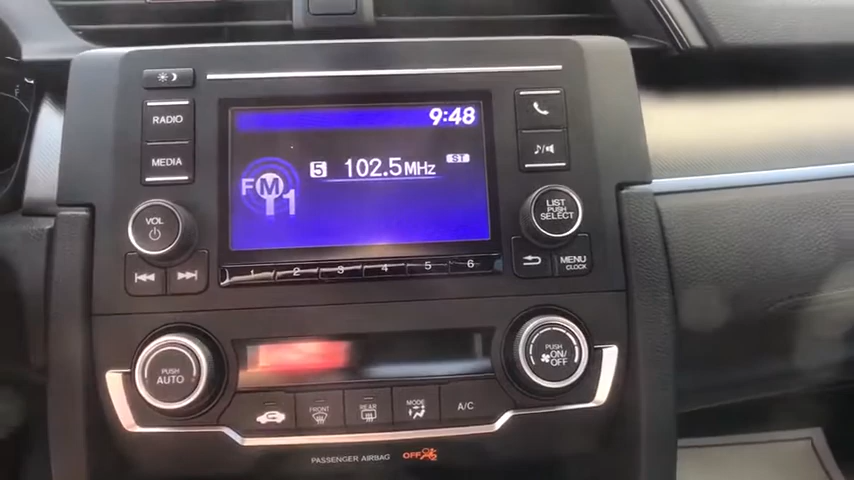 RADIO
MEDIA
VOL
9:48
FM
1
5 102.5MHz ST
LIST
PUSH
SELECT
MENU
CLOCK
1 2 3 4 5 6
PUSH
AUTO
PUSH
ON/
OFF
FRONT
REAR
MODE
A/C
PASSENGER AIRBAG OFF